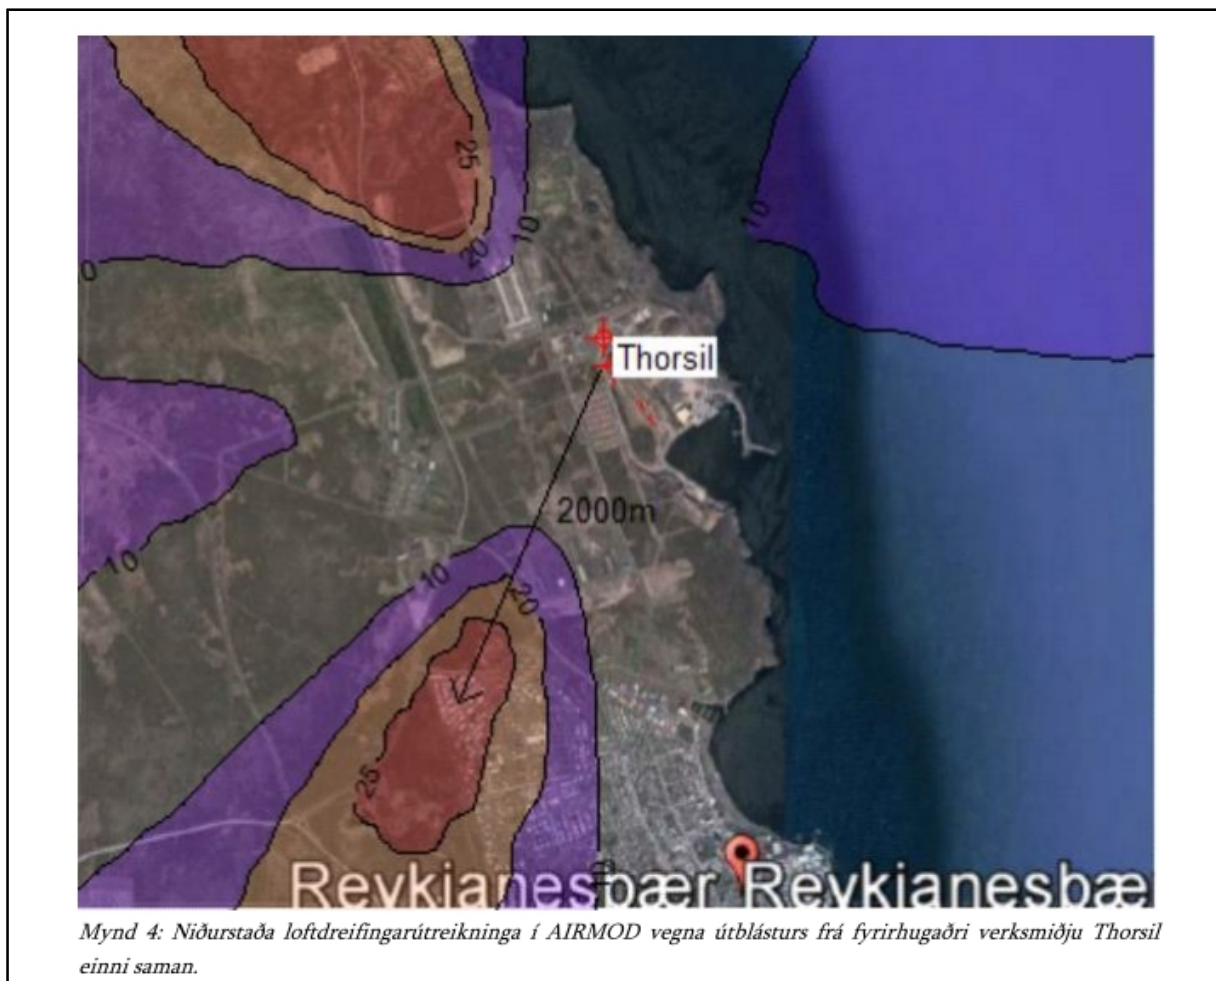 25
20
10
10
0
Thorsil
2000m
10
10
20
25
Reykjanesbær Reykjanesbæ
Mynd 4: Niðurstaða loftdreifingarútreikninga í AIRMOD vegna útblásturs frá fyrirhugaðri verksmiðju Thorsil
einni saman.